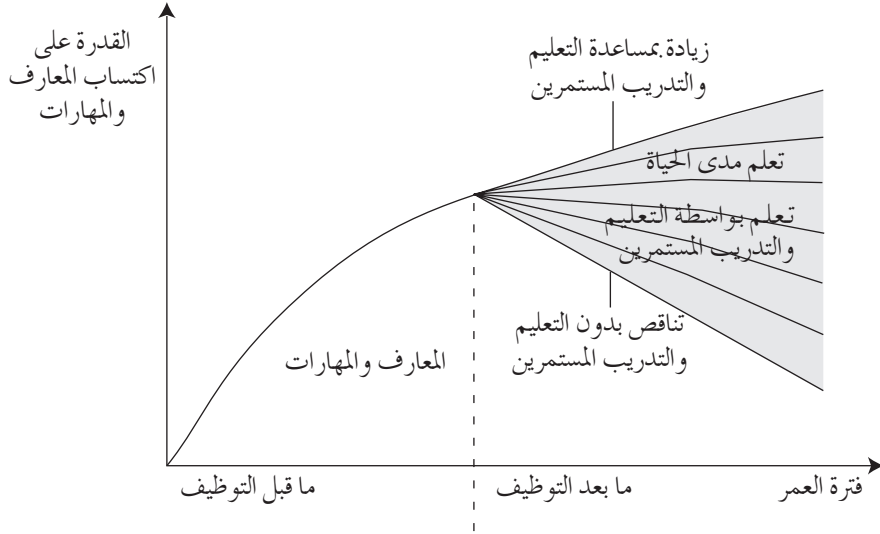 القدرة على
اكتساب المعارف
والمهارات
زيادة بمساعدة التعليم
والتدريب المستمرين
تعلم مدى الحياة
تعلم بواسطة التعليم
والتدريب المستمرين
تناقص بدون التعليم
والتدريب المستمرين
المعارف والمهارات
ما قبل التوظيف
ما بعد التوظيف
فترة العمر